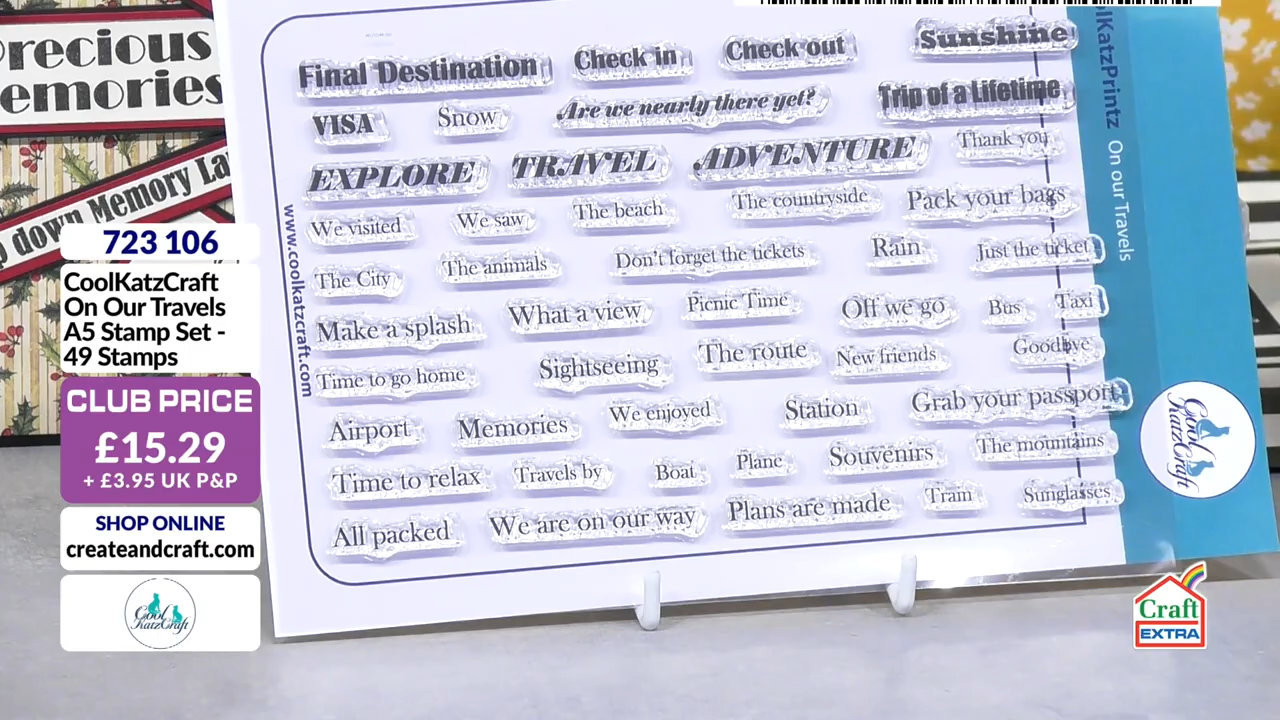 Precious
Memories
p down Memory La
723 106
CoolKatzCraft
On Our Travels
A5 Stamp Set -
49 Stamps
CLUB PRICE
£15.29
+ £3.95 UK P&P
SHOP ONLINE
createandcraft.com
Cool
KatzCraft
www.coolkatzcraft.com
Final Destination Check in Check out Sunshine
VISA Snow Are we nearly there yet? Trip of a Lifetime
EXPLORE TRAVEL ADVENTURE Thank you
We visited We saw The beach The countryside Pack your bags
The City The animals Don't forget the tickets Rain Just the ticket
Make a splash What a view Picnic Time Off we go Bus Taxi
Time to go home Sightseeing The route New friends Goodbye
Airport Memories We enjoyed Station Grab your passport
Time to relax Travels by Boat Plane Souvenirs The mountains
All packed We are on our way Plans are made Train Sunglasses
lKatzPrintz On our Travels
Cool
KatzCraft
Craft
EXTRA